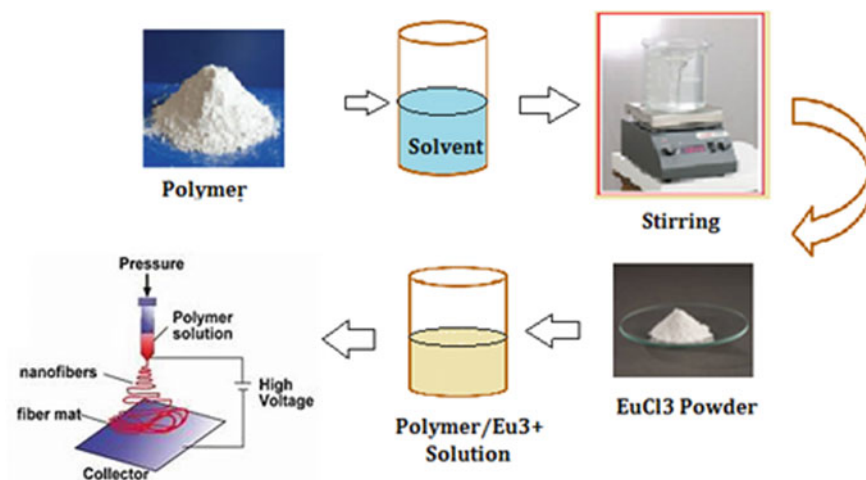 Polymer
Solvent
Stirring
Pressure
Polymer
solution
nanofibers
High
Voltage
fiber mat
Collector
Polymer/Eu3+
Solution
EuCl3 Powder